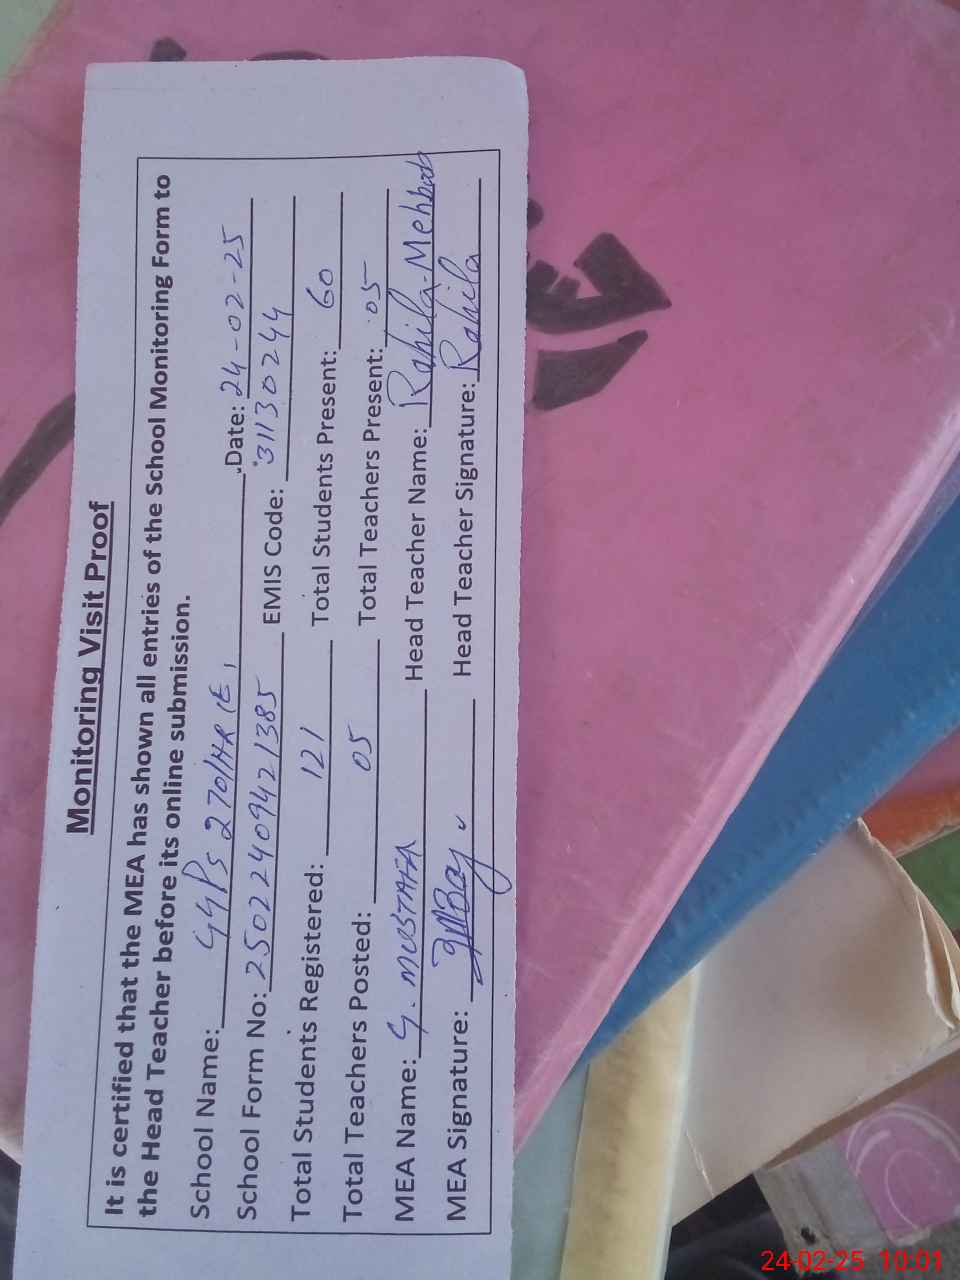 Monitoring Visit Proof
It is certified that the MEA has shown all entries of the School Monitoring Form to
the Head Teacher before its online submission.
School Name: GGPS 270/HR Date: 24-02-25
School Form No: 25022409421385 EMIS Code: 31130244
Total Students Registered: 121 Total Students Present: 60
Total Teachers Posted: 05 Total Teachers Present: 05
MEA Name: G. MUSTAFA Head Teacher Name: Rahila Mehboob
MEA Signature: Head Teacher Signature: Rahila
24-02-25 10:01